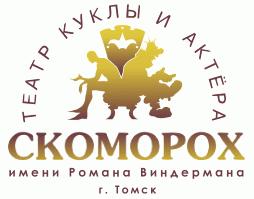 ТЕАТР КУКЛЫ И АКТЁРА
СКОМОРОХ
имени Романа Виндермана
г. Томск